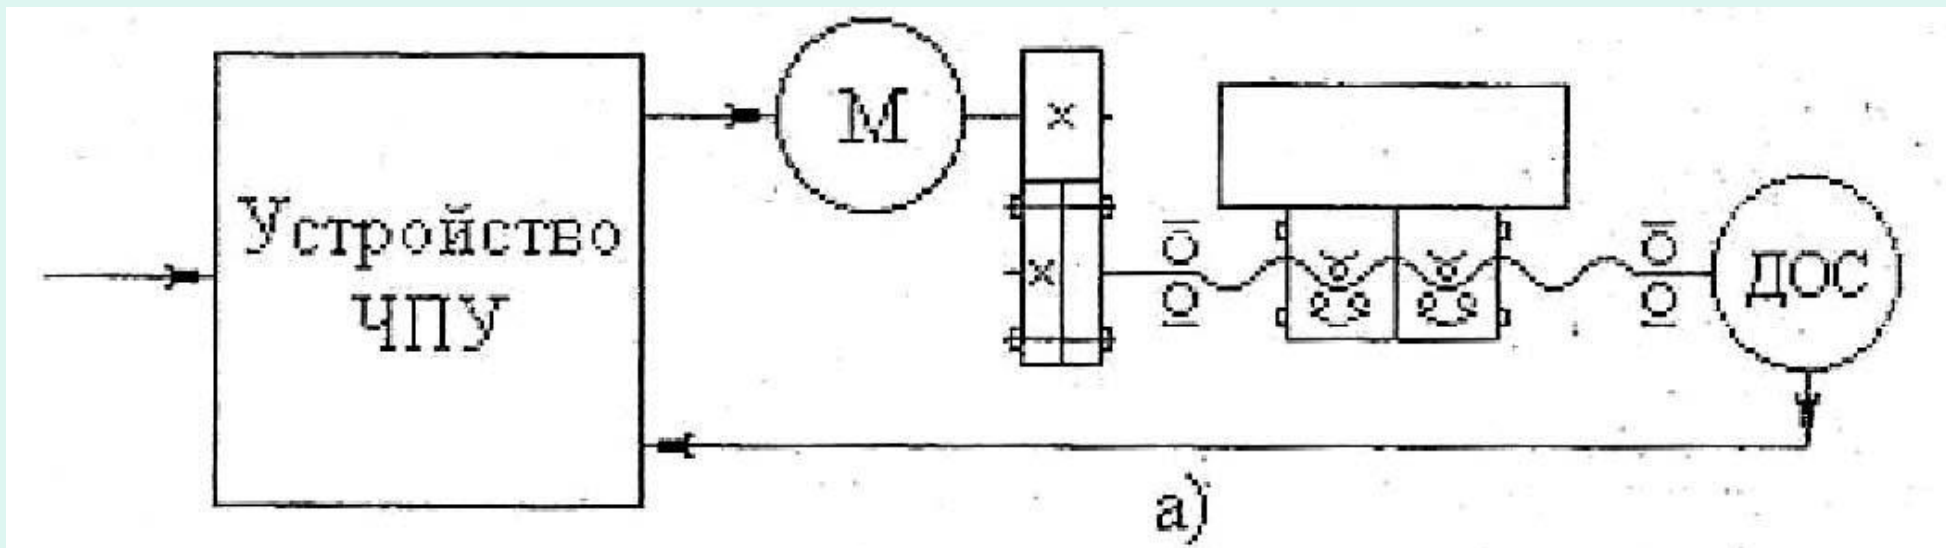 М
Устройство
ЧПУ
ДОС
а)